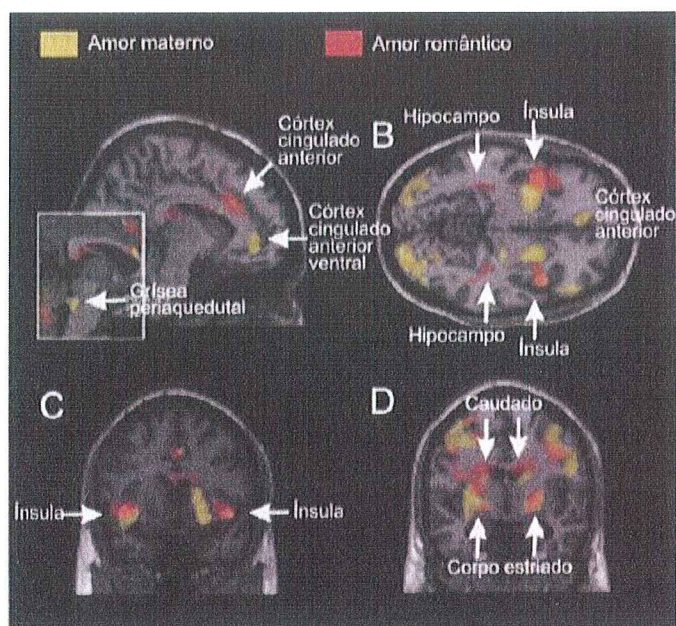 Amor materno
Amor romântico
Córtex
cingulado
anterior
Córtex
cingulado
anterior
ventral
Grísea
periaquedutal
B
Hipocampo
Ínsula
Córtex
cingulado
anterior
Hipocampo
Ínsula
C
Ínsula
Ínsula
D
Caudado
Corpo estriado